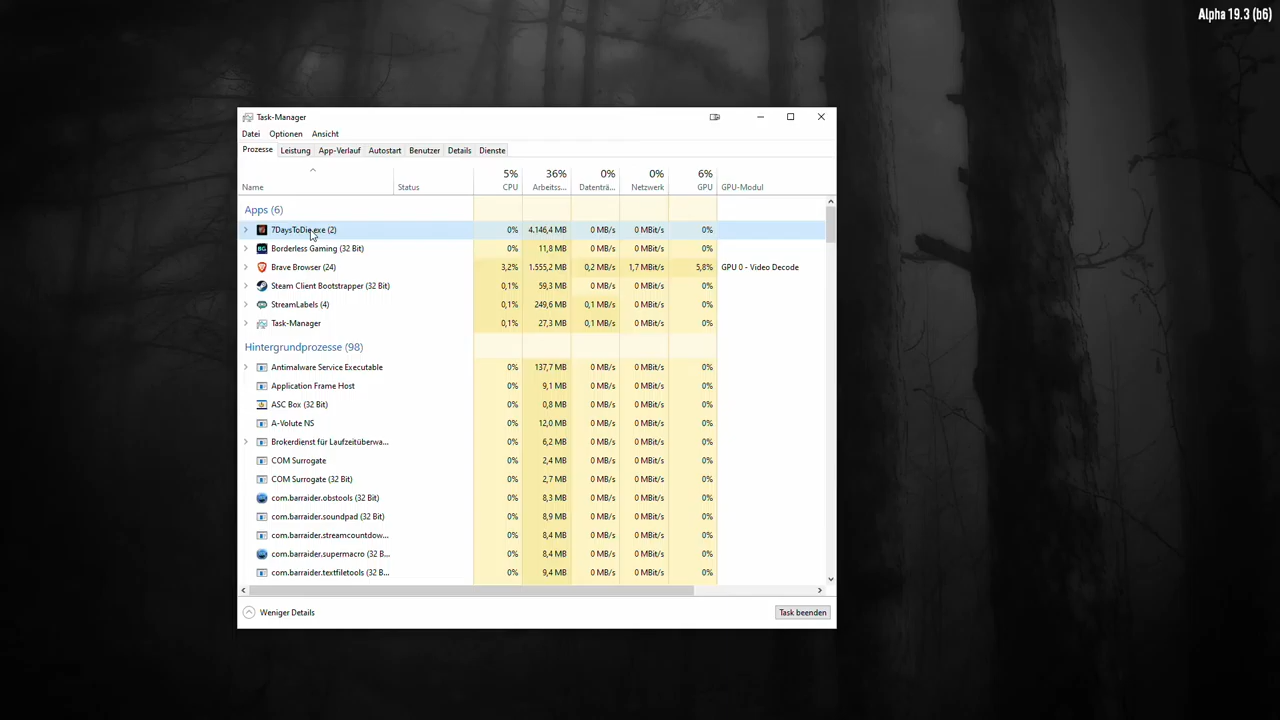 Alpha 19.3 (b6)
Task-Manager
Datei Optionen Ansicht
Prozesse Leistung App-Verlauf Autostart Benutzer Details Dienste
5% 36% 0% 0% 6%
Name Status CPU Arbeitss... Datenträ... Netzwerk GPU GPU-Modul
Apps (6)
7DaysToDie.exe (2) 0% 4.146,4 MB 0 MB/s 0 MBit/s 0%
Borderless Gaming (32 Bit) 0% 11,8 MB 0 MB/s 0 MBit/s 0%
Brave Browser (24) 3,2% 1.555,2 MB 0,2 MB/s 1,7 MBit/s 5,8% GPU 0 - Video Decode
Steam Client Bootstrapper (32 Bit) 0,1% 59,3 MB 0 MB/s 0 MBit/s 0%
StreamLabels (4) 0,1% 249,6 MB 0,1 MB/s 0 MBit/s 0%
Task-Manager 0,1% 27,3 MB 0,1 MB/s 0 MBit/s 0%
Hintergrundprozesse (98)
Antimalware Service Executable 0% 137,7 MB 0 MB/s 0 MBit/s 0%
Application Frame Host 0% 9,1 MB 0 MB/s 0 MBit/s 0%
ASC Box (32 Bit) 0% 0,8 MB 0 MB/s 0 MBit/s 0%
A-Volute NS 0% 12,0 MB 0 MB/s 0 MBit/s 0%
Brokerdienst für Laufzeitüberwa... 0% 6,2 MB 0 MB/s 0 MBit/s 0%
COM Surrogate 0% 2,4 MB 0 MB/s 0 MBit/s 0%
COM Surrogate (32 Bit) 0% 2,7 MB 0 MB/s 0 MBit/s 0%
com.barraider.obstools (32 Bit) 0% 8,3 MB 0 MB/s 0 MBit/s 0%
com.barraider.soundpad (32 Bit) 0% 8,9 MB 0 MB/s 0 MBit/s 0%
com.barraider.streamcountdow... 0% 8,4 MB 0 MB/s 0 MBit/s 0%
com.barraider.supermacro (32 B... 0% 8,4 MB 0 MB/s 0 MBit/s 0%
com.barraider.textfiletools (32 B... 0% 9,4 MB 0 MB/s 0 MBit/s 0%
Weniger Details Task beenden